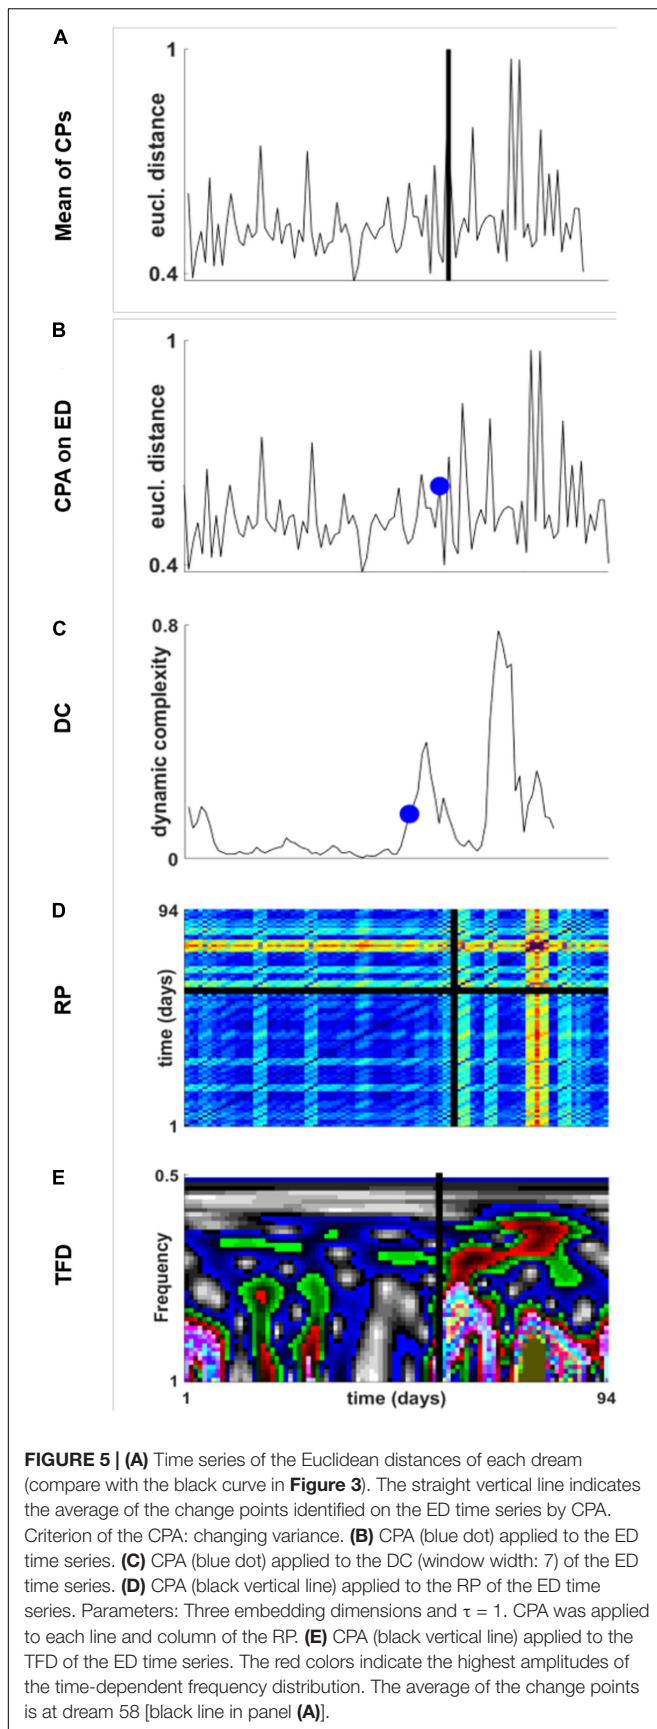 A
Mean of CPs
eucl. distance
1
0.4
B
CPA on ED
eucl. distance
1
0.4
C
DC
dynamic complexity
0.8
0
D
RP
time (days)
94
1
E
TFD
Frequency
0.5
1
1 time (days) 94
FIGURE 5 | (A) Time series of the Euclidean distances of each dream
(compare with the black curve in Figure 3). The straight vertical line indicates
the average of the change points identified on the ED time series by CPA.
Criterion of the CPA: changing variance. (B) CPA (blue dot) applied to the ED
time series. (C) CPA (blue dot) applied to the DC (window width: 7) of the ED
time series. (D) CPA (black vertical line) applied to the RP of the ED time
series. Parameters: Three embedding dimensions and τ = 1. CPA was applied
to each line and column of the RP. (E) CPA (black vertical line) applied to the
TFD of the ED time series. The red colors indicate the highest amplitudes of
the time-dependent frequency distribution. The average of the change points
is at dream 58 [black line in panel (A)].